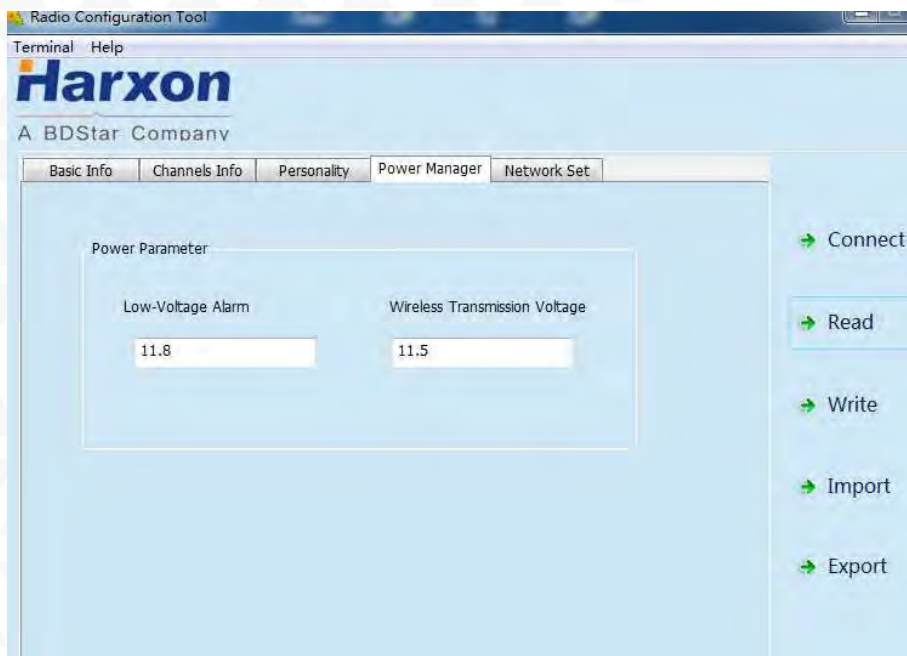 Radio Configuration Tool
Terminal Help
Harxon
A BDStar Company
Basic Info Channels Info Personality Power Manager Network Set
Power Parameter
Low-Voltage Alarm Wireless Transmission Voltage
11.8 11.5
Connect
Read
Write
Import
Export